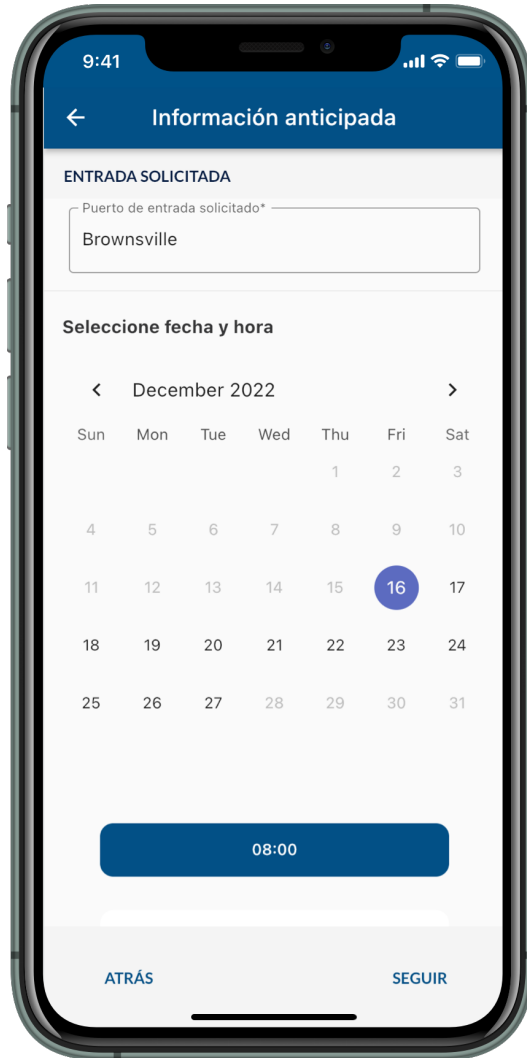 9:41
Información anticipada
ENTRADA SOLICITADA
Puerto de entrada solicitado*
Brownsville
Seleccione fecha y hora
December 2022
Sun Mon Tue Wed Thu Fri Sat
1 2 3
4 5 6 7 8 9 10
11 12 13 14 15 16 17
18 19 20 21 22 23 24
25 26 27 28 29 30 31
08:00
ATRÁS SEGUIR